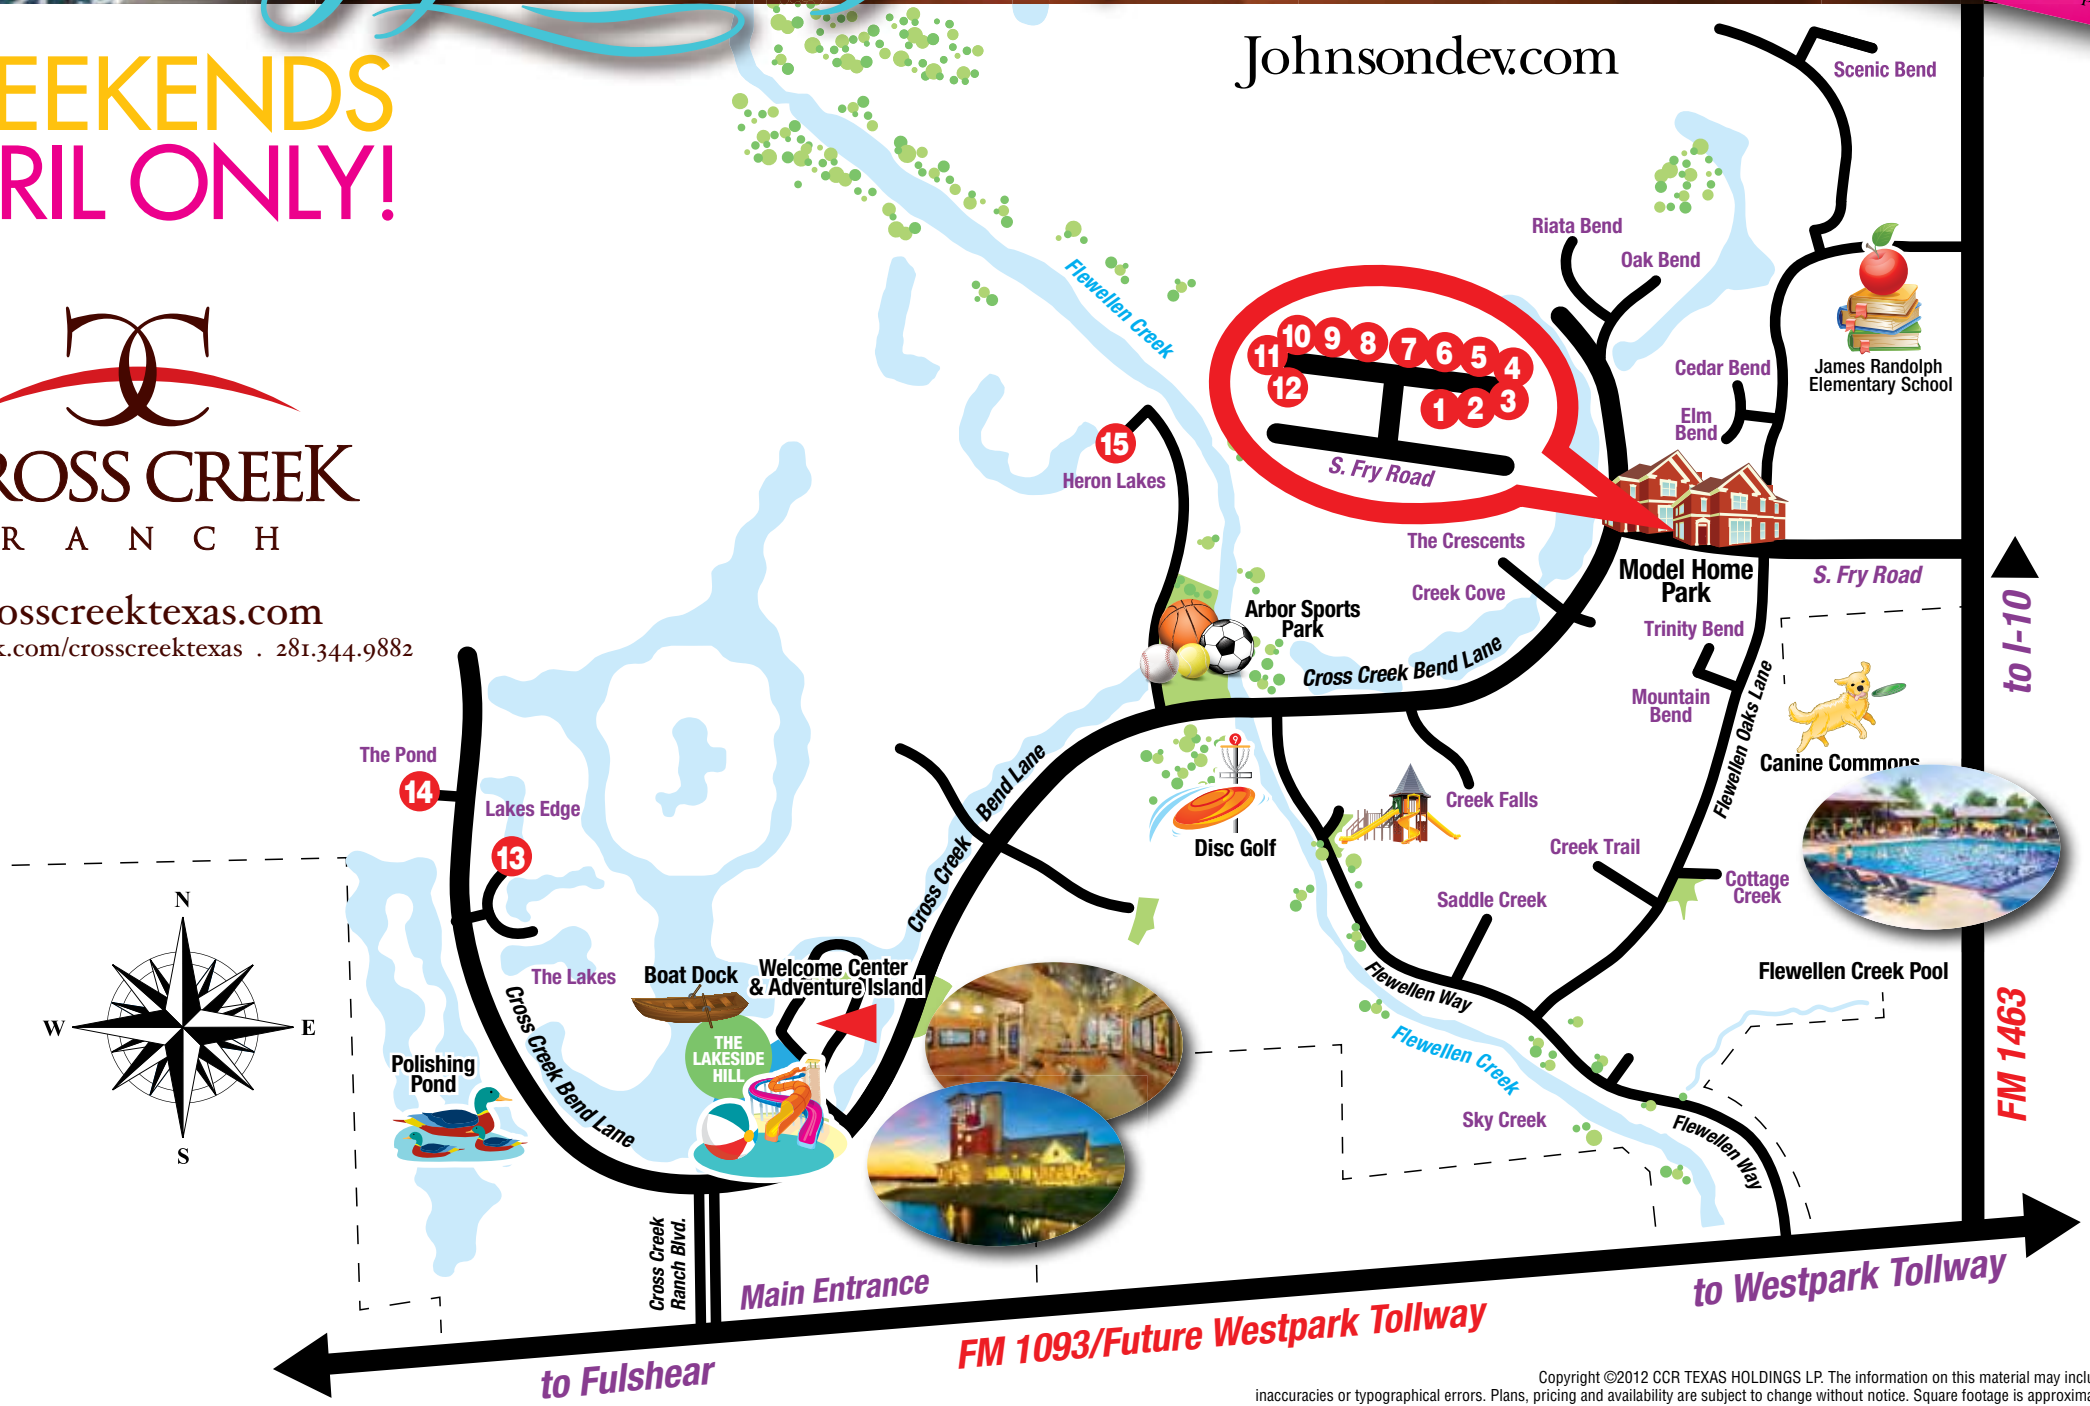 EEKENDS
RIL ONLY!
Johnsondev.com
ROSS CREEK
R A N C H
osscreektexas.com
k.com/crosscreektexas . 281.344.9882
Scenic Bend
Riata Bend
Oak Bend
Flewellen Creek
10 9 8 7 6 5 4
11
12
1 2 3
S. Fry Road
Cedar Bend
Elm
Bend
James Randolph
Elementary School
15
Heron Lakes
The Crescents
Creek Cove
Model Home
Park
S. Fry Road
to I-10
Arbor Sports
Park
Cross Creek Bend Lane
Trinity Bend
Mountain
Bend
Flewellen Oaks Lane
Canine Commons
The Pond
14
Lakes Edge
13
Cross Creek Bend Lane
9
Disc Golf
Creek Falls
Creek Trail
Cottage
Creek
Saddle Creek
Flewellen Creek Pool
N
W
E
S
The Lakes
Boat Dock
Welcome Center
& Adventure Island
THE
LAKESIDE
HILL
Flewellen Way
Flewellen Creek
FM 1463
Polishing
Pond
Cross Creek Bend Lane
Sky Creek
Flewellen Way
Cross Creek
Ranch Blvd.
Main Entrance
to Westpark Tollway
FM 1093/Future Westpark Tollway
to Fulshear
Copyright ©2012 CCR TEXAS HOLDINGS LP. The information on this material may inclu
inaccuracies or typographical errors. Plans, pricing and availability are subject to change without notice. Square footage is approxima